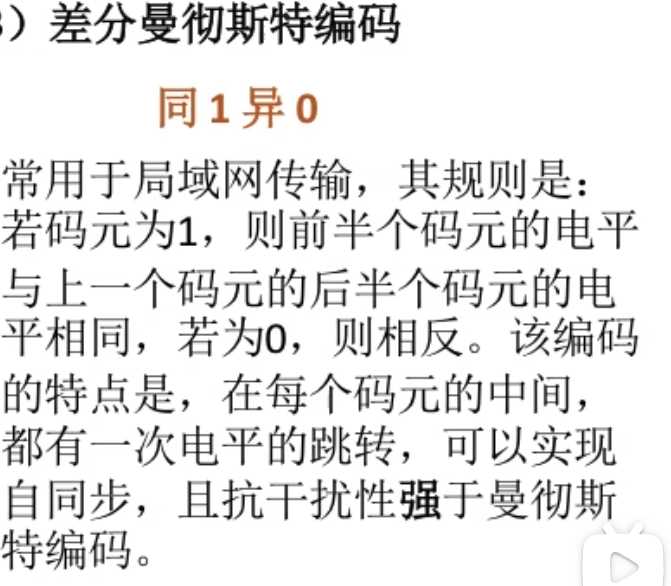 3）差分曼彻斯特编码
同 1 异 0
常用于局域网传输，其规则是：
若码元为1，则前半个码元的电平
与上一个码元的后半个码元的电
平相同，若为0，则相反。该编码
的特点是，在每个码元的中间，
都有一次电平的跳转，可以实现
自同步，且抗干扰性强于曼彻斯
特编码。